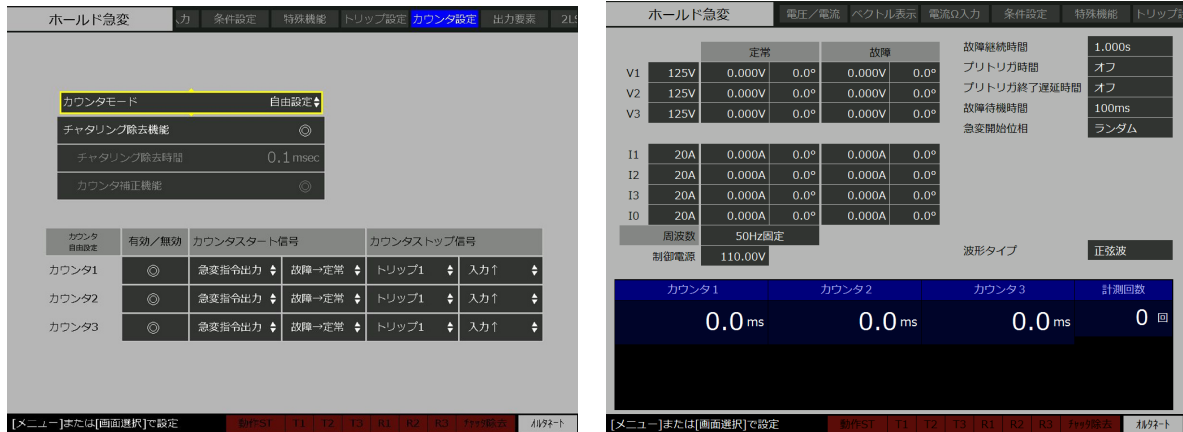 ホールド急変 入力 条件設定 特殊機能 トリップ設定 カウンタ設定 出力要素 2LS
カウンタモード 自由設定
チャタリング除去機能 ◎
チャタリング除去時間 0.1msec
カウンタ補正機能 ◎
カウンタ自由設定 有効/無効 カウンタスタート信号 カウンタストップ信号
カウンタ1 ◎ 急変指令出力 故障→定常 トリップ1 入力↑
カウンタ2 ◎ 急変指令出力 故障→定常 トリップ1 入力↑
カウンタ3 ◎ 急変指令出力 故障→定常 トリップ1 入力↑
[メニュー]または[画面選択]で設定 動作ST T1 T2 T3 R1 R2 R3 ﾁｬﾀﾘ除去 ｵﾙﾀﾈｰﾄ
ホールド急変 電圧/電流 ベクトル表示 電流Ω入力 条件設定 特殊機能 トリップ
定常 故障
V1 125V 0.000V 0.0° 0.000V 0.0°
V2 125V 0.000V 0.0° 0.000V 0.0°
V3 125V 0.000V 0.0° 0.000V 0.0°
I1 20A 0.000A 0.0° 0.000A 0.0°
I2 20A 0.000A 0.0° 0.000A 0.0°
I3 20A 0.000A 0.0° 0.000A 0.0°
I0 20A 0.000A 0.0° 0.000A 0.0°
周波数 50Hz固定
制御電源 110.00V
故障継続時間 1.000s
プリトリガ時間 オフ
プリトリガ終了遅延時間 オフ
故障待機時間 100ms
急変開始位相 ランダム
波形タイプ 正弦波
カウンタ1 カウンタ2 カウンタ3 計測回数
0.0ms 0.0ms 0.0ms 0回
[メニュー]または[画面選択]で設定 動作ST T1 T2 T3 R1 R2 R3 ﾁｬﾀﾘ除去 ｵﾙﾀﾈｰﾄ